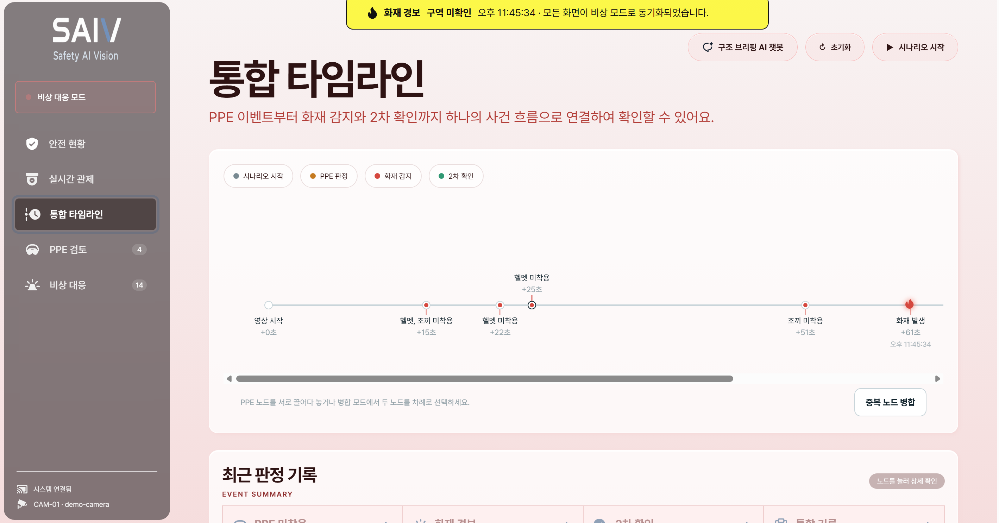 화재 경보 구역 미확인 오후 11:45:34 · 모든 화면이 비상 모드로 동기화되었습니다.
SAIV
Safety AI Vision
비상 대응 모드
안전 현황
실시간 관제
통합 타임라인
PPE 검토 4
비상 대응 14
시스템 연결됨
CAM-01 · demo-camera
구조 브리핑 AI 챗봇
초기화
시나리오 시작
통합 타임라인
PPE 이벤트부터 화재 감지와 2차 확인까지 하나의 사건 흐름으로 연결하여 확인할 수 있어요.
시나리오 시작
PPE 판정
화재 감지
2차 확인
헬멧 미착용
+25초
영상 시작
+0초
헬멧, 조끼 미착용
+15초
헬멧 미착용
+22초
조끼 미착용
+51초
화재 발생
+61초
오후 11:45:34
PPE 노드를 서로 끌어다 놓거나 병합 모드에서 두 노드를 차례로 선택하세요.
중복 노드 병합
최근 판정 기록
EVENT SUMMARY
노드를 눌러 상세 확인
PPE 미착용
화재 경보
2차 확인
통합 기록